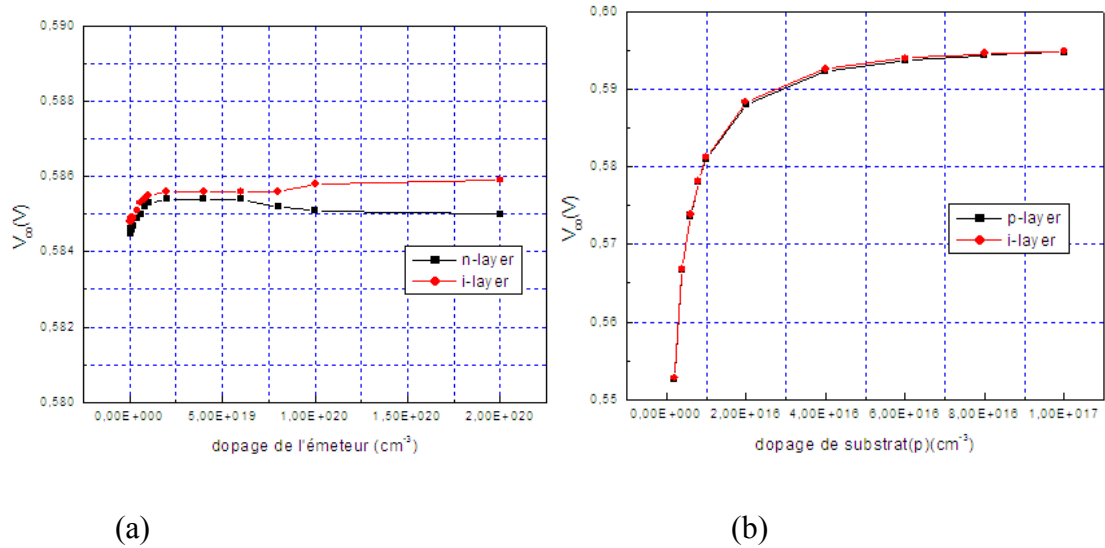 0,590
0,588
0,586
0,584
0,582
0,580
V∞(V)
n-layer
i-layer
0,00E+000 5,00E+019 1,00E+020 1,50E+020 2,00E+020
dopage de l'émeteur (cm-3)
(a)
0,60
0,59
0,58
0,57
0,56
0,55
V∞(V)
p-layer
i-layer
0,00E+000 2,00E+016 4,00E+016 6,00E+016 8,00E+016 1,00E+017
dopage de substrat(p)(cm-3)
(b)